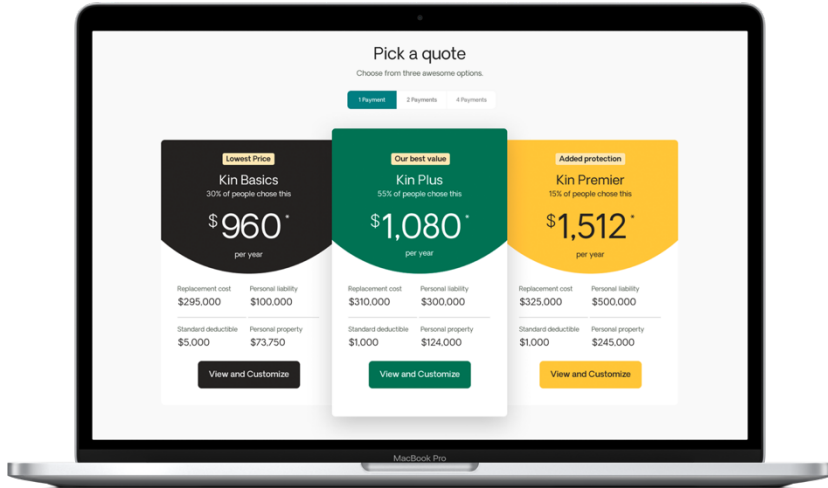 Pick a quote
Choose from three awesome options.
1 Payment 2 Payments 4 Payments
Lowest Price
Kin Basics
30% of people chose this
$960*
per year
Replacement cost Personal liability
$295,000 $100,000
Standard deductible Personal property
$5,000 $73,750
View and Customize
Our best value
Kin Plus
55% of people chose this
$1,080*
per year
Replacement cost Personal liability
$310,000 $300,000
Standard deductible Personal property
$1,000 $124,000
View and Customize
Added protection
Kin Premier
15% of people chose this
$1,512*
per year
Replacement cost Personal liability
$325,000 $500,000
Standard deductible Personal property
$1,000 $245,000
View and Customize
MacBook Pro